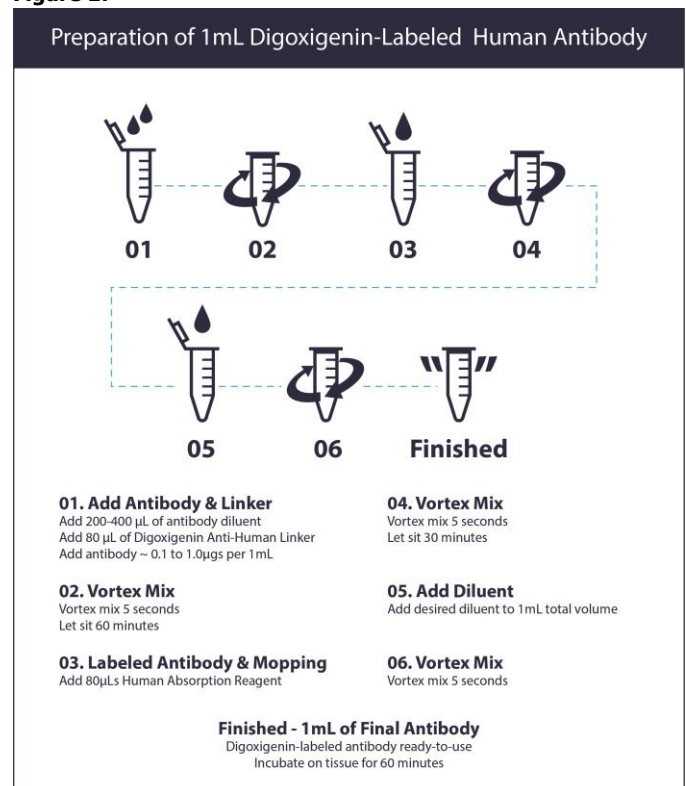 Preparation of 1mL Digoxigenin-Labeled Human Antibody
01
02
03
04
05
06
Finished
01. Add Antibody & Linker
Add 200-400 µL of antibody diluent
Add 80 µL of Digoxigenin Anti-Human Linker
Add antibody ~ 0.1 to 1.0µgs per 1mL
02. Vortex Mix
Vortex mix 5 seconds
Let sit 60 minutes
03. Labeled Antibody & Mopping
Add 80µLs Human Absorption Reagent
04. Vortex Mix
Vortex mix 5 seconds
Let sit 30 minutes
05. Add Diluent
Add desired diluent to 1mL total volume
06. Vortex Mix
Vortex mix 5 seconds
Finished - 1mL of Final Antibody
Digoxigenin-labeled antibody ready-to-use
Incubate on tissue for 60 minutes